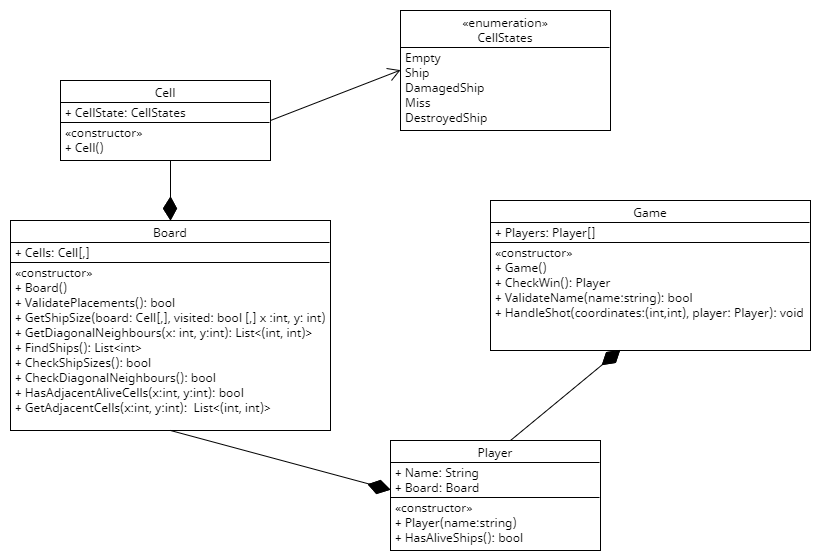 «enumeration»
CellStates
Empty
Ship
DamagedShip
Miss
DestroyedShip
Cell
+ CellState: CellStates
«constructor»
+ Cell()
Board
+ Cells: Cell[,]
«constructor»
+ Board()
+ ValidatePlacements(): bool
+ GetShipSize(board: Cell[,], visited: bool [,] x :int, y: int)
+ GetDiagonalNeighbours(x: int, y:int): List<(int, int)>
+ FindShips(): List<int>
+ CheckShipSizes(): bool
+ CheckDiagonalNeighbours(): bool
+ HasAdjacentAliveCells(x:int, y:int): bool
+ GetAdjacentCells(x:int, y:int):  List<(int, int)>
Game
+ Players: Player[]
«constructor»
+ Game()
+ CheckWin(): Player
+ ValidateName(name:string): bool
+ HandleShot(coordinates:(int,int), player: Player): void
Player
+ Name: String
+ Board: Board
«constructor»
+ Player(name:string)
+ HasAliveShips(): bool